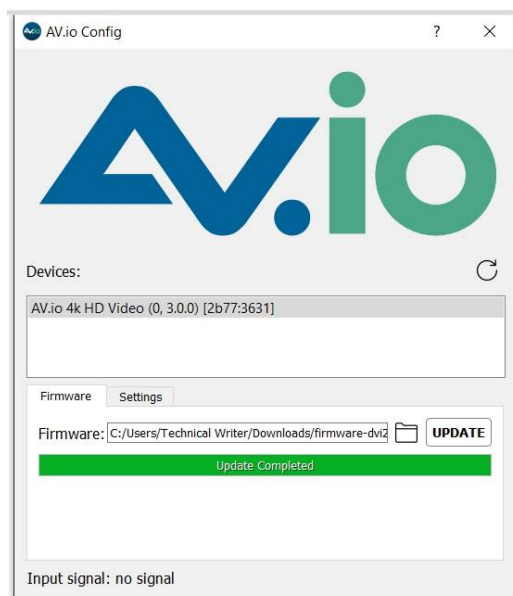 AV.io Config ? ×
AV.io
Devices:
AV.io 4k HD Video (0, 3.0.0) [2b77:3631]
Firmware Settings
Firmware: C:/Users/Technical Writer/Downloads/firmware-dvi2 UPDATE
Update Completed
Input signal: no signal